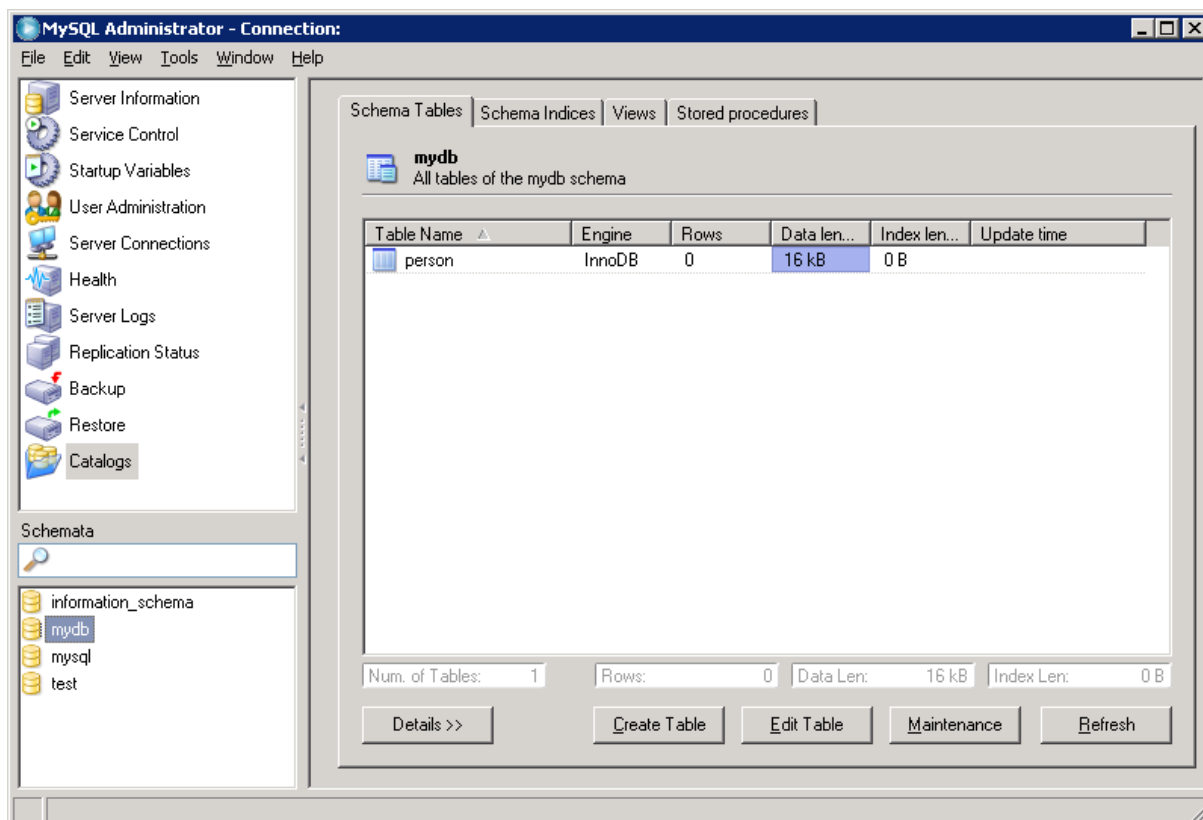 MySQL Administrator - Connection:
File Edit View Tools Window Help
Server Information
Service Control
Startup Variables
User Administration
Server Connections
Health
Server Logs
Replication Status
Backup
Restore
Catalogs
Schemata
information_schema
mydb
mysql
test
Schema Tables Schema Indices Views Stored procedures
mydb
All tables of the mydb schema
Table Name Engine Rows Data len... Index len... Update time
person InnoDB 0 16 kB 0 B
Num. of Tables: 1 Rows: 0 Data Len: 16 kB Index Len: 0 B
Details >> Create Table Edit Table Maintenance Refresh